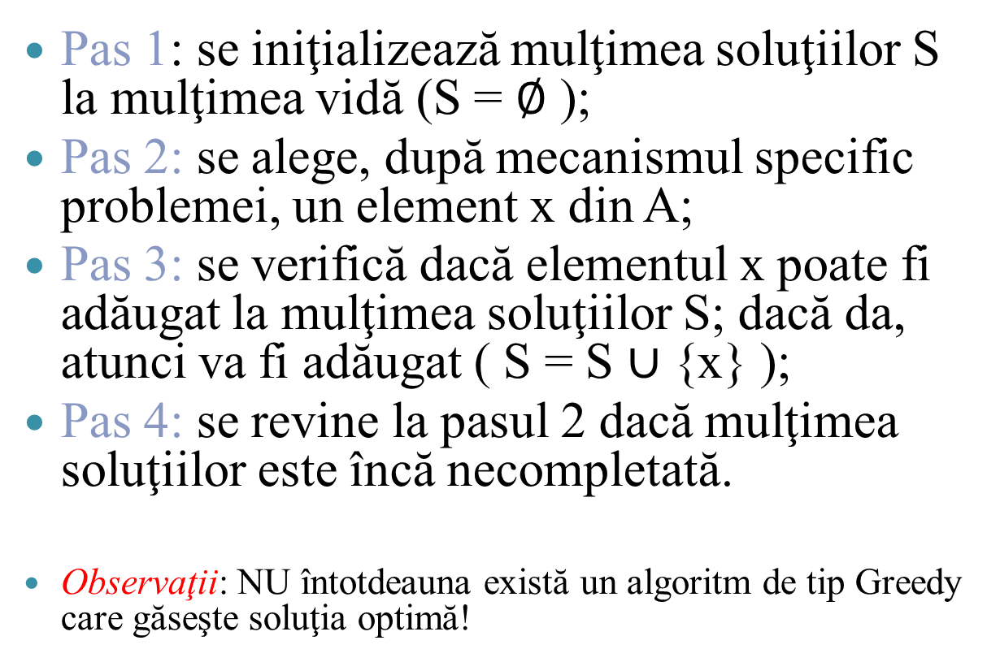 • Pas 1: se iniţializează mulţimea soluţiilor S
la mulţimea vidă (S = ∅ );
• Pas 2: se alege, după mecanismul specific
problemei, un element x din A;
• Pas 3: se verifică dacă elementul x poate fi
adăugat la mulţimea soluţiilor S; dacă da,
atunci va fi adăugat ( S = S ∪ {x} );
• Pas 4: se revine la pasul 2 dacă mulţimea
soluţiilor este încă necompletată.
• Observaţii: NU întotdeauna există un algoritm de tip Greedy
care găseşte soluţia optimă!